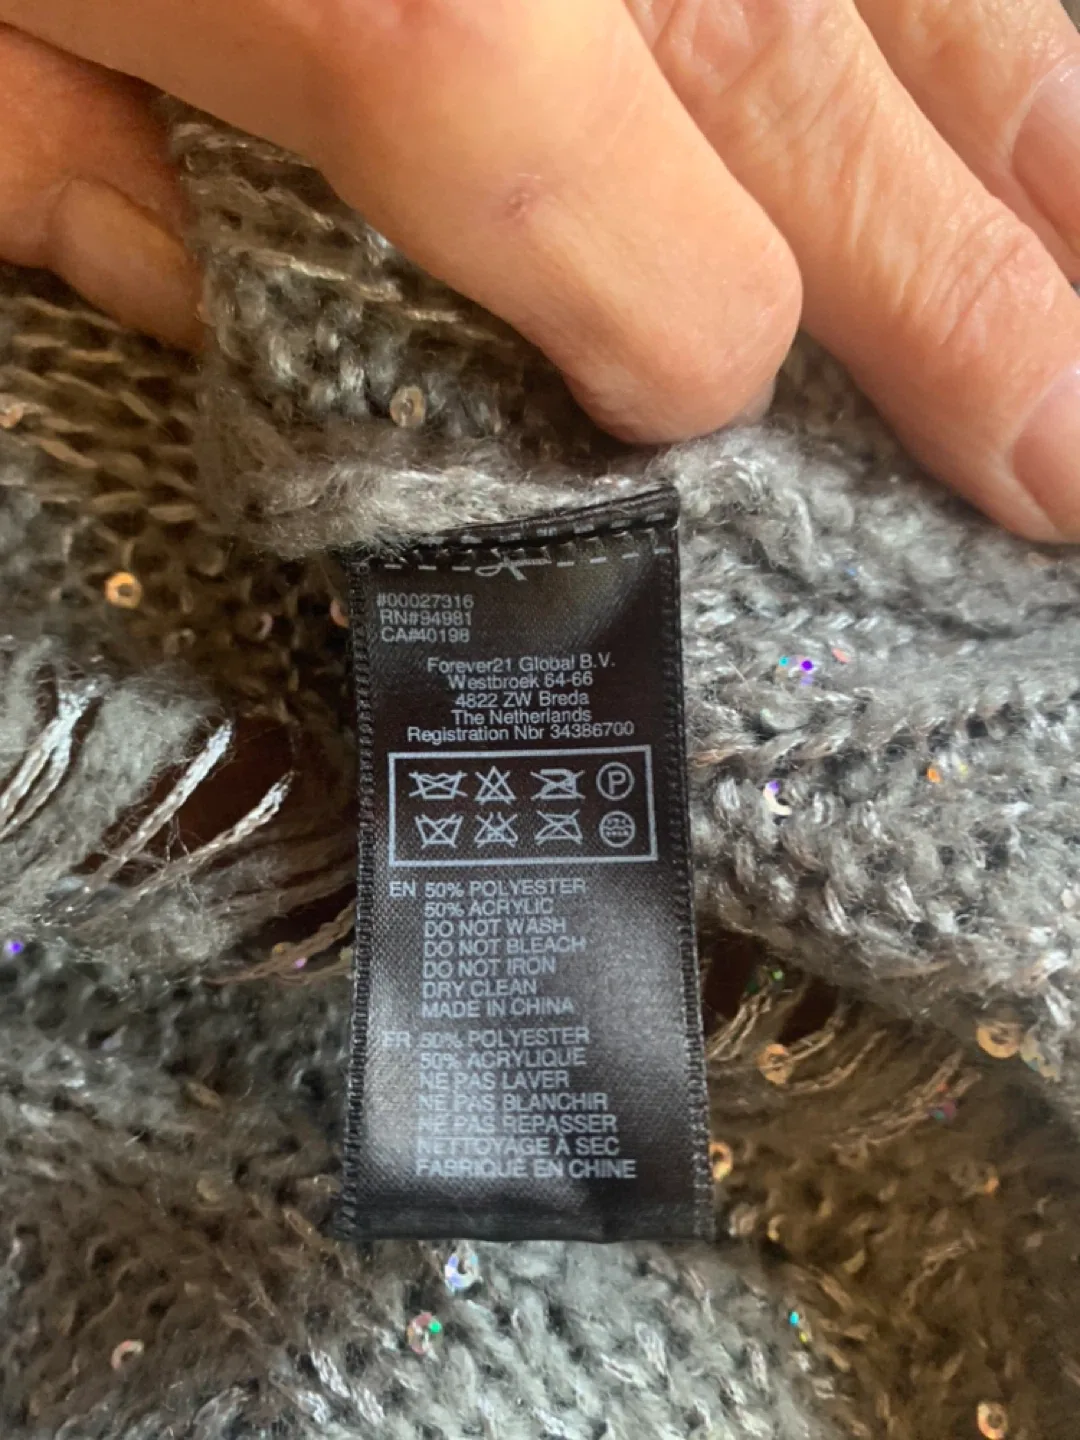 #00027316
RN#94981
CA#40198
Forever21 Global B.V.
Westbroek 64-66
4822 ZW Breda
The Netherlands
Registration Nbr 34386700
P
EN 50% POLYESTER
50% ACRYLIC
DO NOT WASH
DO NOT BLEACH
DO NOT IRON
DRY CLEAN
MADE IN CHINA
FR 50% POLYESTER
50% ACRYLIQUE
NE PAS LAVER
NE PAS BLANCHIR
NE PAS REPASSER
NETTOYAGE À SEC
FABRIQUE EN CHINE